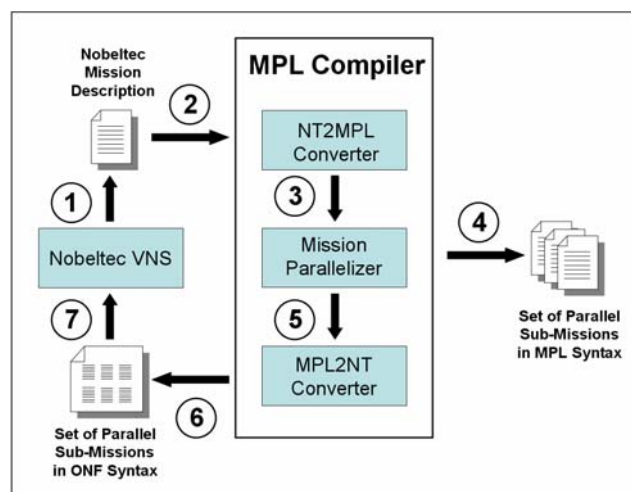 Nobeltec
Mission
Description
2
MPL Compiler
NT2MPL
Converter
1
3
4
Nobeltec VNS
Mission
Parallelizer
7
5
Set of Parallel
Sub-Missions
in MPL Syntax
MPL2NT
Converter
6
Set of Parallel
Sub-Missions
in ONF Syntax